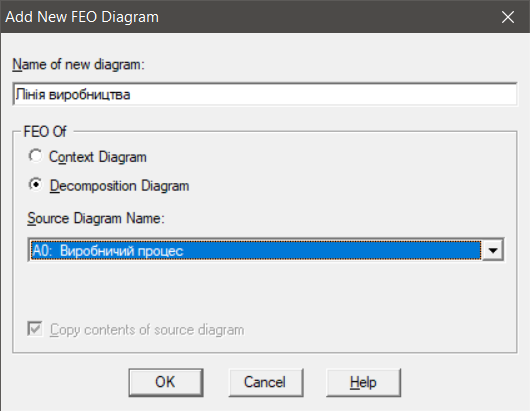 Add New FEO Diagram
Name of new diagram:
Лінія виробництва
FEO Of
Context Diagram
Decomposition Diagram
Source Diagram Name:
A0: Виробничий процес
Copy contents of source diagram
OK Cancel Help